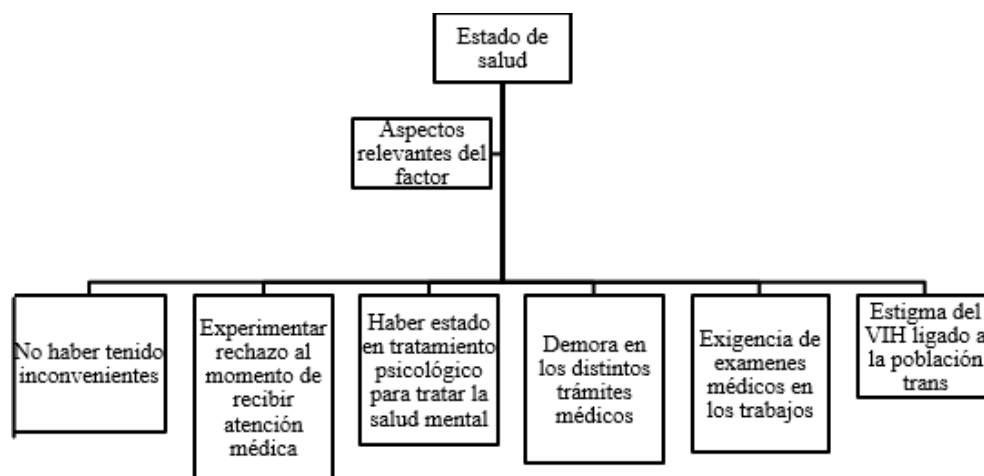 Estado de
salud
Aspectos
relevantes del
factor
No haber tenido
inconvenientes
Experimentar
rechazo al
momento de
recibir
atención
médica
Haber estado
en tratamiento
psicológico
para tratar la
salud mental
Demora en
los distintos
trámites
médicos
Exigencia de
examenes
médicos en
los trabajos
Estigma del
VIH ligado a
la población
trans